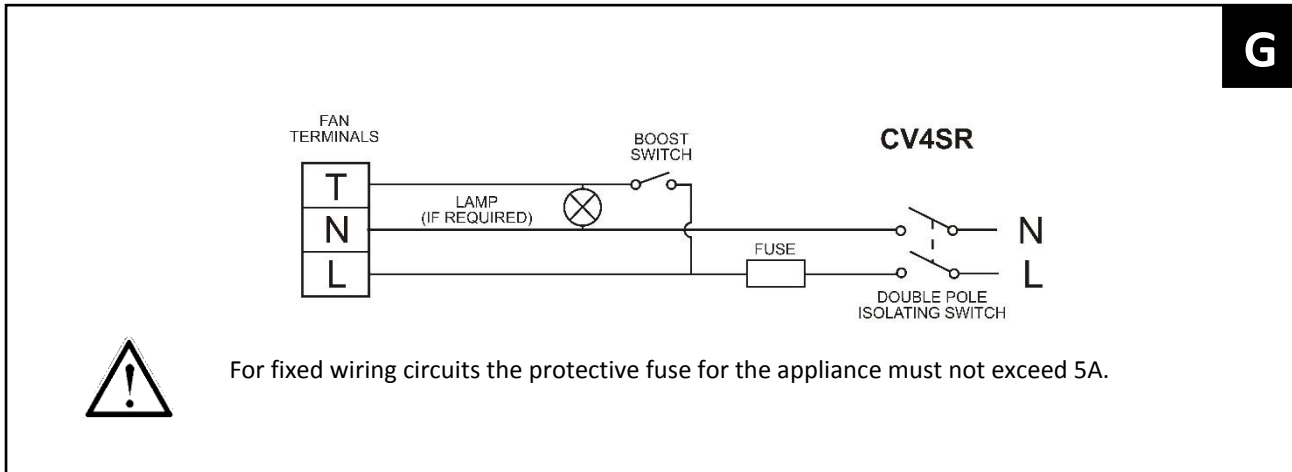 G
FAN
TERMINALS
BOOST
SWITCH
CV4SR
T
LAMP
(IF REQUIRED)
N
N
FUSE
L
L
DOUBLE POLE
ISOLATING SWITCH
For fixed wiring circuits the protective fuse for the appliance must not exceed 5A.